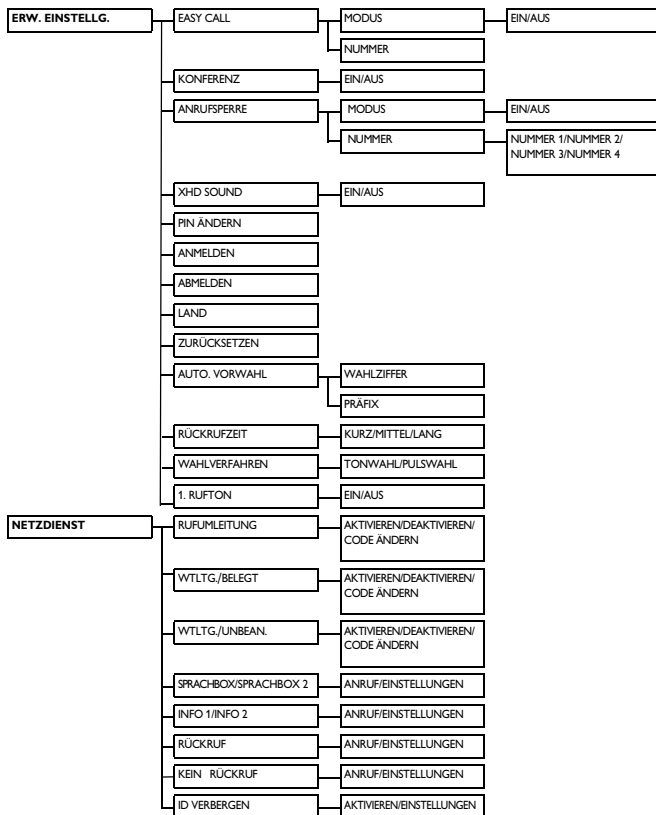 ERW. EINSTELLG.
EASY CALL
MODUS
EIN/AUS
NUMMER
KONFERENZ
EIN/AUS
ANRUFSPERRE
MODUS
EIN/AUS
NUMMER
NUMMER 1/NUMMER 2/
NUMMER 3/NUMMER 4
XHD SOUND
EIN/AUS
PIN ÄNDERN
ANMELDEN
ABMELDEN
LAND
ZURÜCKSETZEN
AUTO. VORWAHL
WAHLZIFFER
PRÄFIX
RÜCKRUFZEIT
KURZ/MITTEL/LANG
WAHLVERFAHREN
TONWAHL/PULSWAHL
1. RUFTON
EIN/AUS
NETZDIENST
RUFUMLEITUNG
AKTIVIEREN/DEAKTIVIEREN/
CODE ÄNDERN
WTLTG./BELEGT
AKTIVIEREN/DEAKTIVIEREN/
CODE ÄNDERN
WTLTG./UNBEAN.
AKTIVIEREN/DEAKTIVIEREN/
CODE ÄNDERN
SPRACHBOX/SPRACHBOX 2
ANRUF/EINSTELLUNGEN
INFO 1/INFO 2
ANRUF/EINSTELLUNGEN
RÜCKRUF
ANRUF/EINSTELLUNGEN
KEIN RÜCKRUF
ANRUF/EINSTELLUNGEN
ID VERBERGEN
AKTIVIEREN/EINSTELLUNGEN